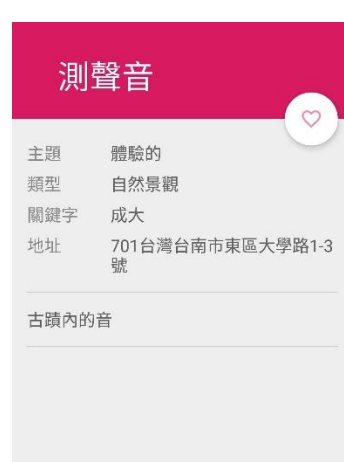 測聲音
主題 體驗的
類型 自然景觀
關鍵字 成大
地址 701台灣台南市東區大學路1-3
號
古蹟內的音